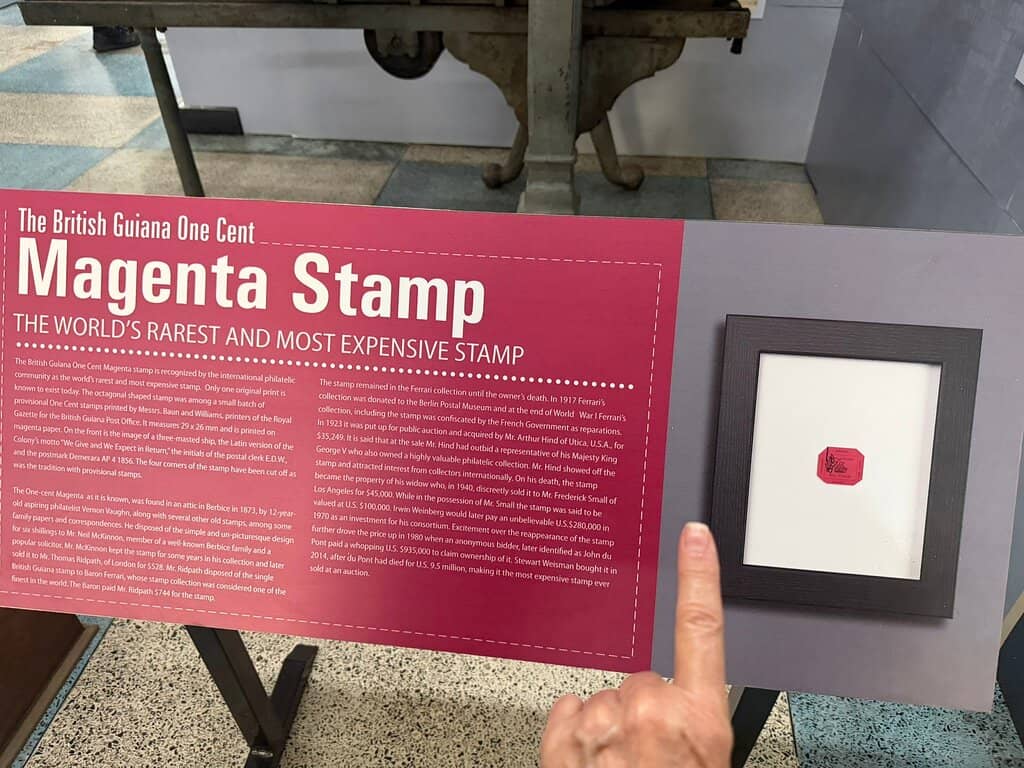 The British Guiana One Cent
Magenta Stamp
THE WORLD'S RAREST AND MOST EXPENSIVE STAMP
The British Guiana One Cent Magenta stamp is recognized by the international philatelic
community as the world's rarest and most expensive stamp. Only one original print is
known to exist today. The octagonal shaped stamp was among a small batch of
provisional One Cent stamps printed by Messrs. Baun and Williams, printers of the Royal
Gazette for the British Guiana Post Office. It measures 29 x 26 mm and is printed on
magenta paper. On the front is the image of a three-masted ship, the Latin version of the
Colony's motto "We Give and We Expect in Return," the initials of the postal clerk E.D.W.
and the postmark Demerara AP 4 1856. The four corners of the stamp have been cut off as
was the tradition with provisional stamps.
The One-cent Magenta as it is known, was found in an attic in Berbice in 1873, by 12-year-
old aspiring philatelist Vernon Vaughn, along with several other old stamps, among some
family papers and correspondences. He disposed of the simple and un-picturesque design
for six shillings to Mr. Neil McKinnon, member of a well-known Berbice family and a
popular solicitor. Mr. McKinnon kept the stamp for some years in his collection and later
sold it to Mr. Thomas Ridpath, of London for $528. Mr. Ridpath disposed of the single
British Guiana stamp to Baron Ferrari, whose stamp collection was considered one of the
finest in the world. The Baron paid Mr. Ridpath $744 for the stamp.
The stamp remained in the Ferrari collection until the owner's death. In 1917 Ferrari's
collection was donated to the Berlin Postal Museum and at the end of World War I Ferrari's
collection, including the stamp was confiscated by the French Government as reparations.
In 1923 it was put up for public auction and acquired by Mr. Arthur Hind of Utica, U.S.A., for
$35,249. It is said that at the sale Mr. Hind had outbid a representative of his Majesty King
George V who also owned a highly valuable philatelic collection. Mr. Hind showed off the
stamp and attracted interest from collectors internationally. On his death, the stamp
became the property of his widow who, in 1940, discreetly sold it to Mr. Frederick Small of
Los Angeles for $45,000. While in the possession of Mr. Small the stamp was said to be
valued at U.S. $100,000. Irwin Weinberg would later pay an unbelievable U.S.$280,000 in
1970 as an investment for his consortium. Excitement over the reappearance of the stamp
further drove the price up in 1980 when an anonymous bidder, later identified as John du
Pont paid a whopping U.S. $935,000 to claim ownership of it. Stewart Weisman bought it in
2014, after du Pont had died for U.S. 9.5 million, making it the most expensive stamp ever
sold at an auction.